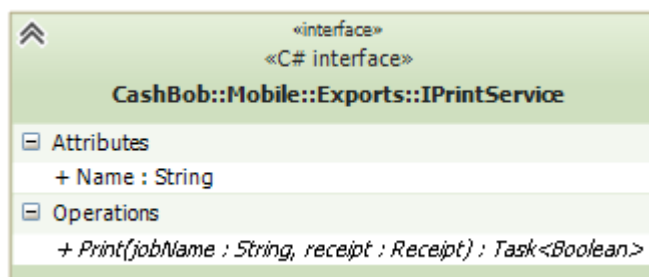 «interface»
«C# interface»
CashBob::Mobile::Exports::IPrintService
Attributes
+ Name : String
Operations
+ Print(jobName : String, receipt : Receipt) : Task<Boolean>